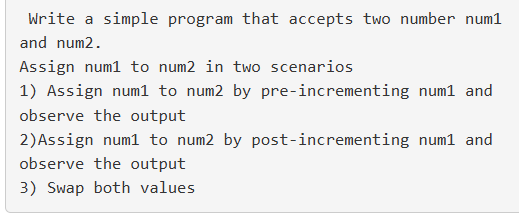 Write a simple program that accepts two number num1
and num2.
Assign num1 to num2 in two scenarios
1) Assign num1 to num2 by pre-incrementing num1 and
observe the output
2)Assign num1 to num2 by post-incrementing num1 and
observe the output
3) Swap both values